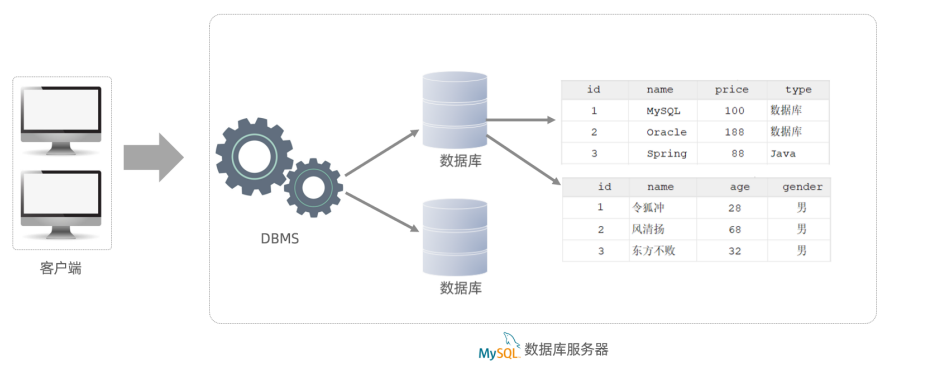 客户端
DBMS
数据库
数据库
id name price type
1 MySQL 100 数据库
2 Oracle 188 数据库
3 Spring 88 Java
id name age gender
1 令狐冲 28 男
2 风清扬 68 男
3 东方不败 32 男
MySQL 数据库服务器